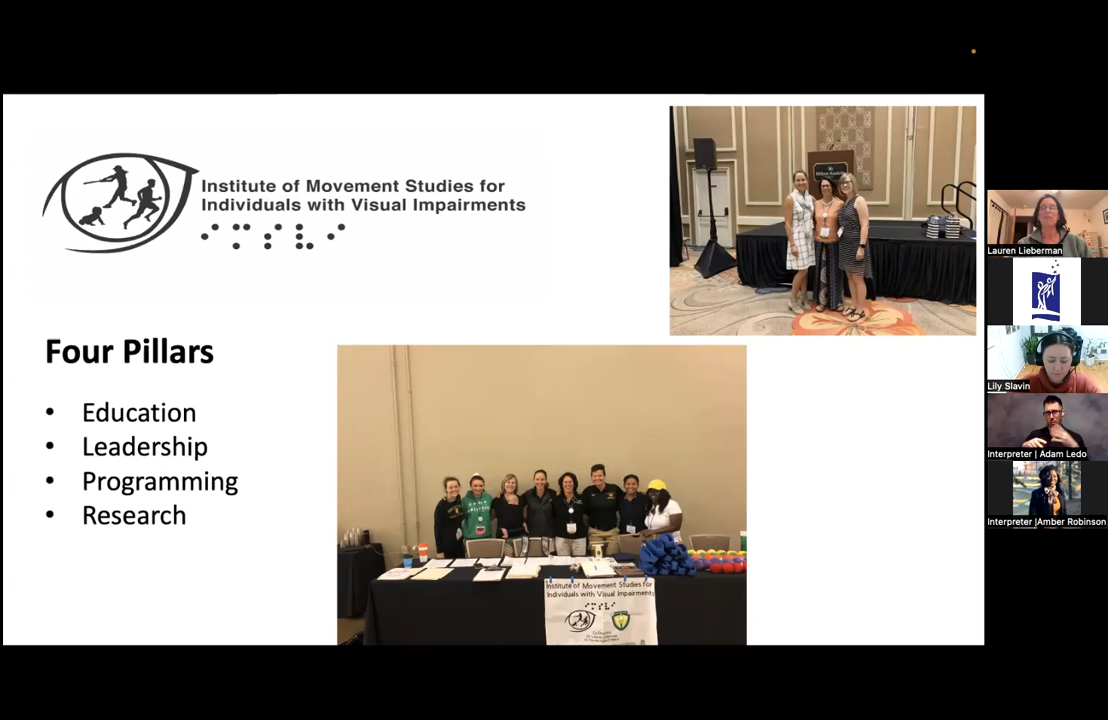 Institute of Movement Studies for
Individuals with Visual Impairments
Four Pillars
• Education
• Leadership
• Programming
• Research
Institute of Movement Studies for
Individuals with Visual Impairments
Lauren Lieberman
Lily Slavin
Interpreter | Adam Ledo
Interpreter |Amber Robinson